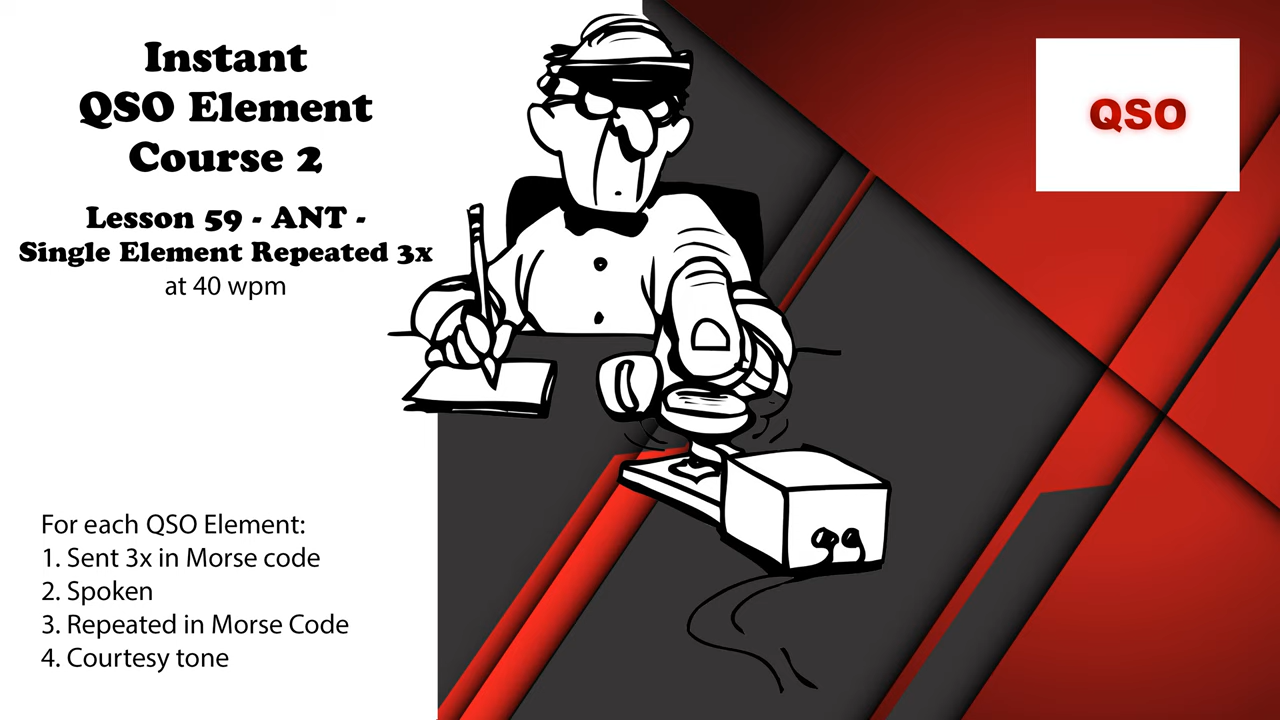 Instant
QSO Element
Course 2
Lesson 59 - ANT -
Single Element Repeated 3x
at 40 wpm
QSO
For each QSO Element:
1. Sent 3x in Morse code
2. Spoken
3. Repeated in Morse Code
4. Courtesy tone